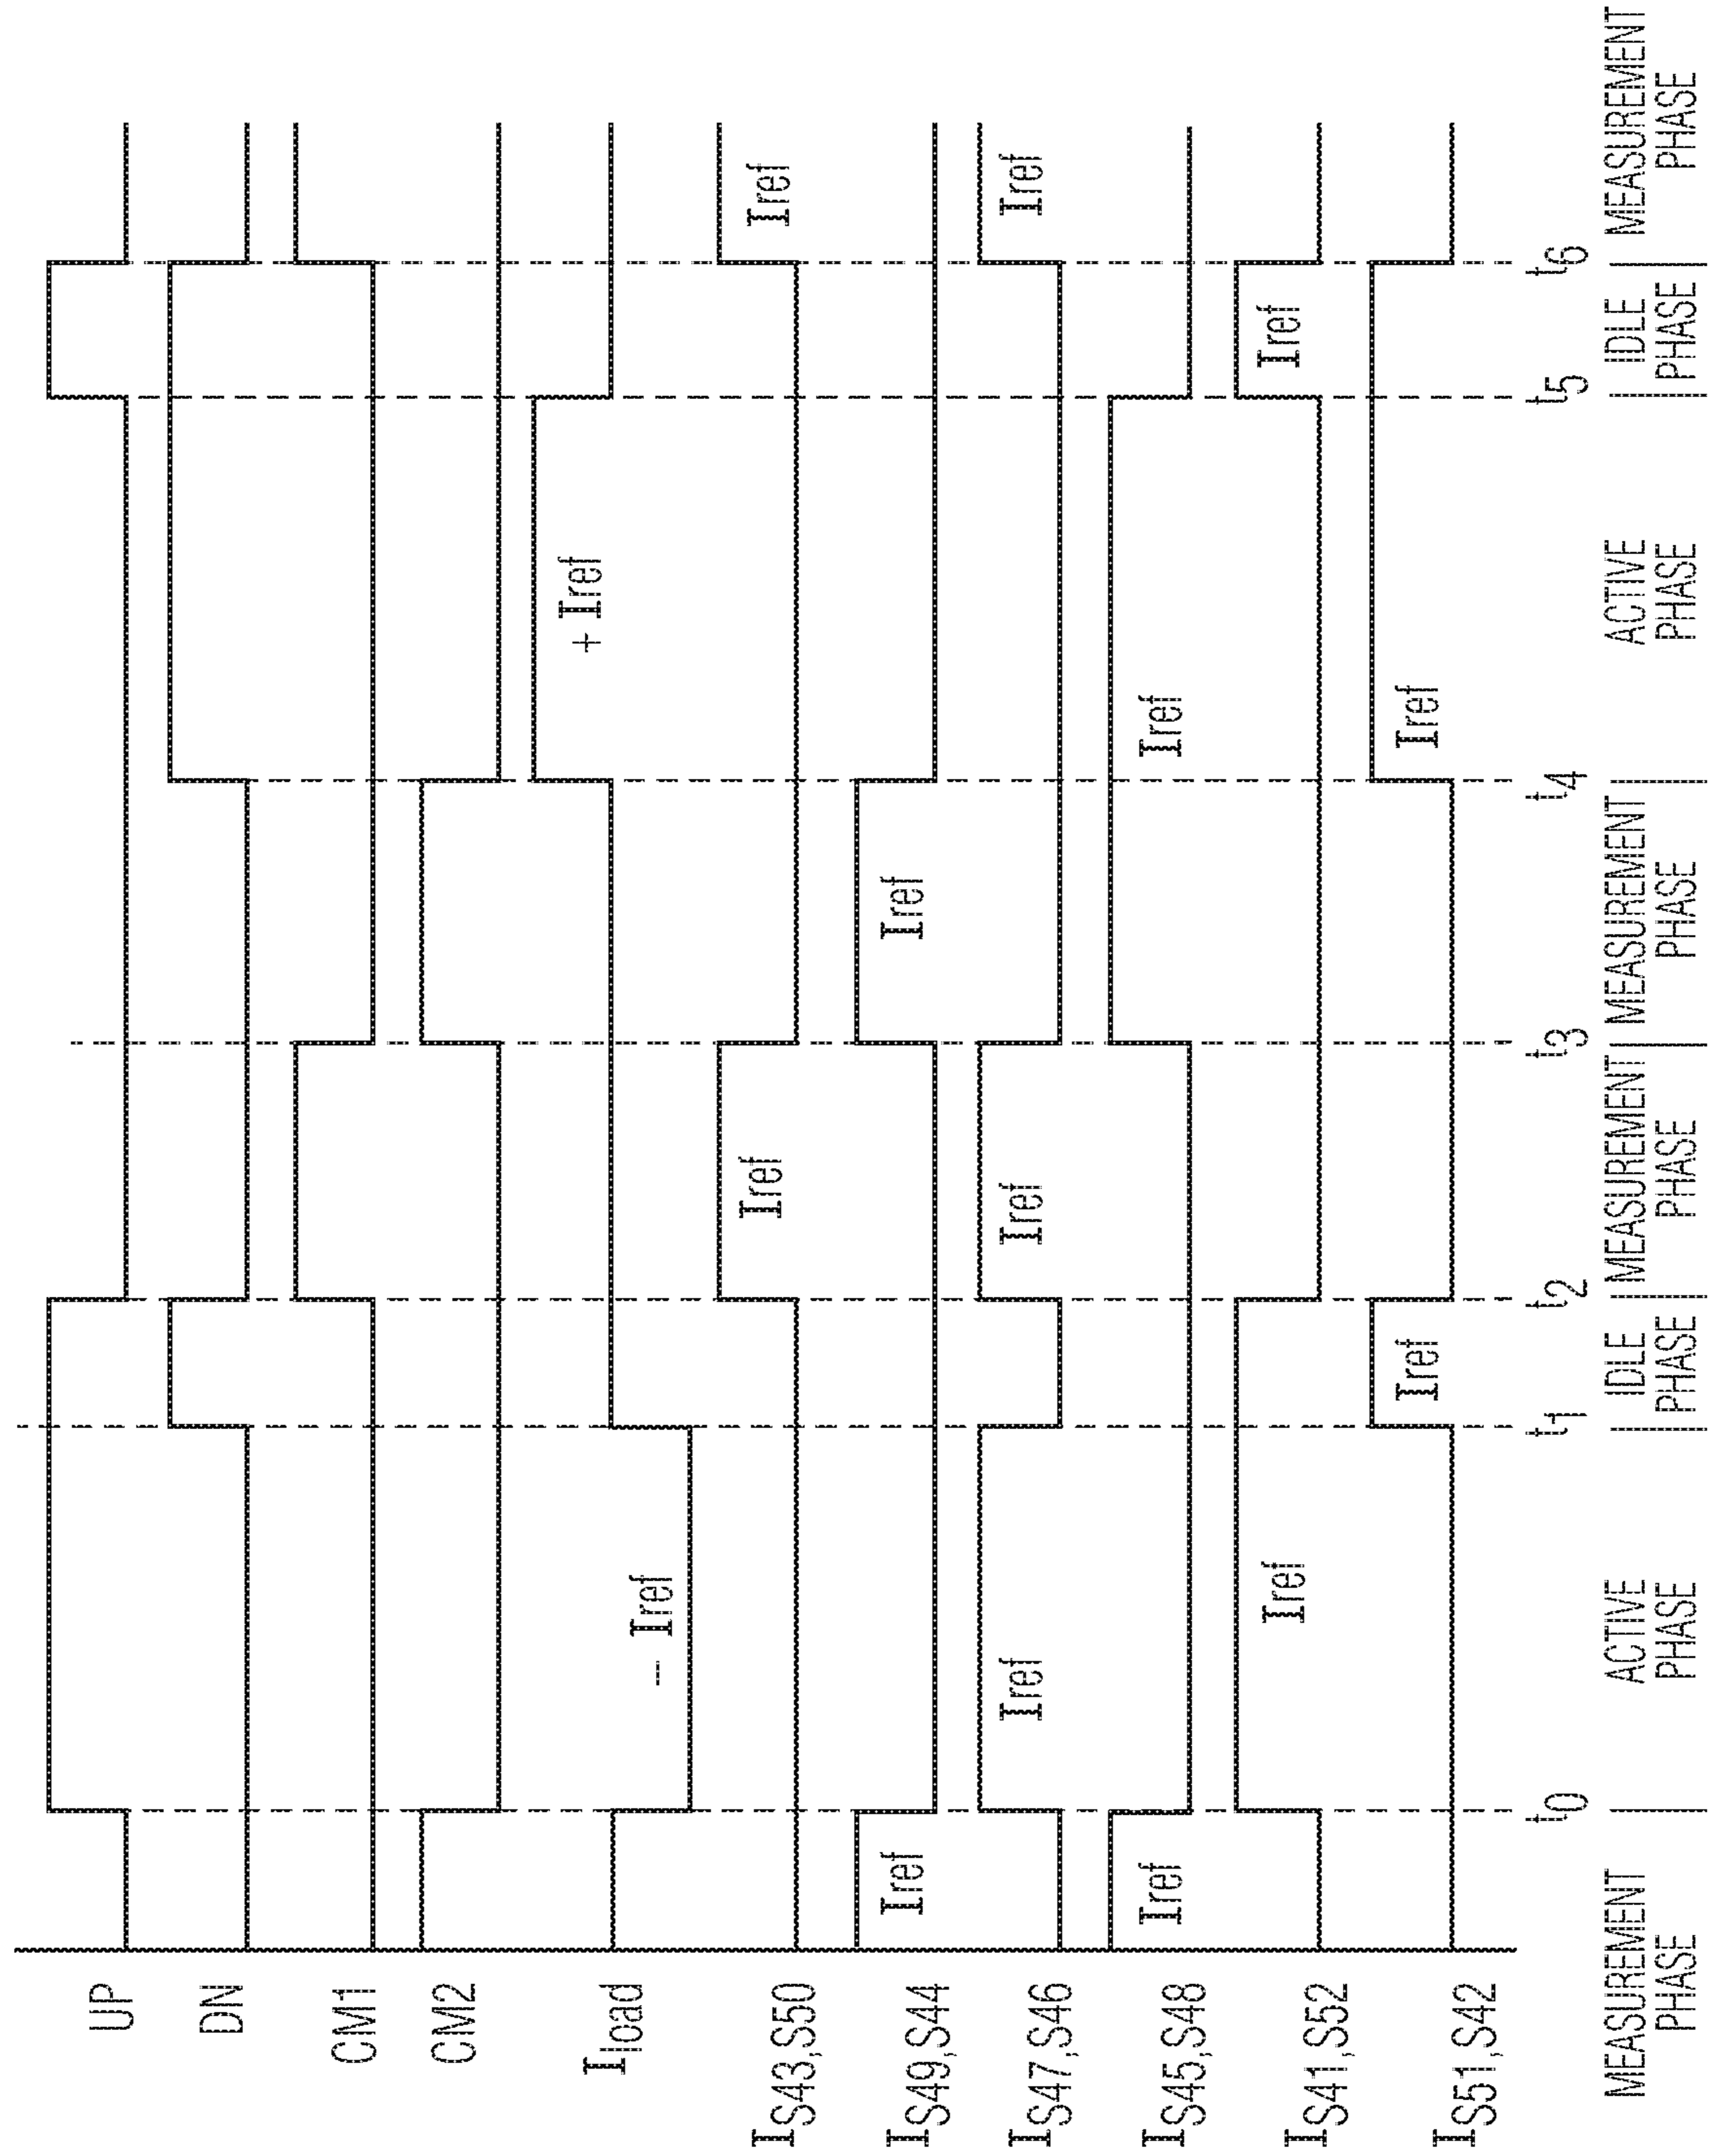 UP
DN
CM1
CM2
Iload
- Iref
+ Iref
IS43,S50
Iref
Iref
IS49,S44
Iref
Iref
IS47,S46
Iref
Iref
Iref
IS45,S48
Iref
Iref
IS41,S52
Iref
Iref
IS51,S42
Iref
Iref
t0
t1
t2
t3
t4
t5
t6
MEASUREMENT
PHASE
ACTIVE
PHASE
IDLE
PHASE
MEASUREMENT
PHASE
MEASUREMENT
PHASE
ACTIVE
PHASE
IDLE
PHASE
MEASUREMENT
PHASE